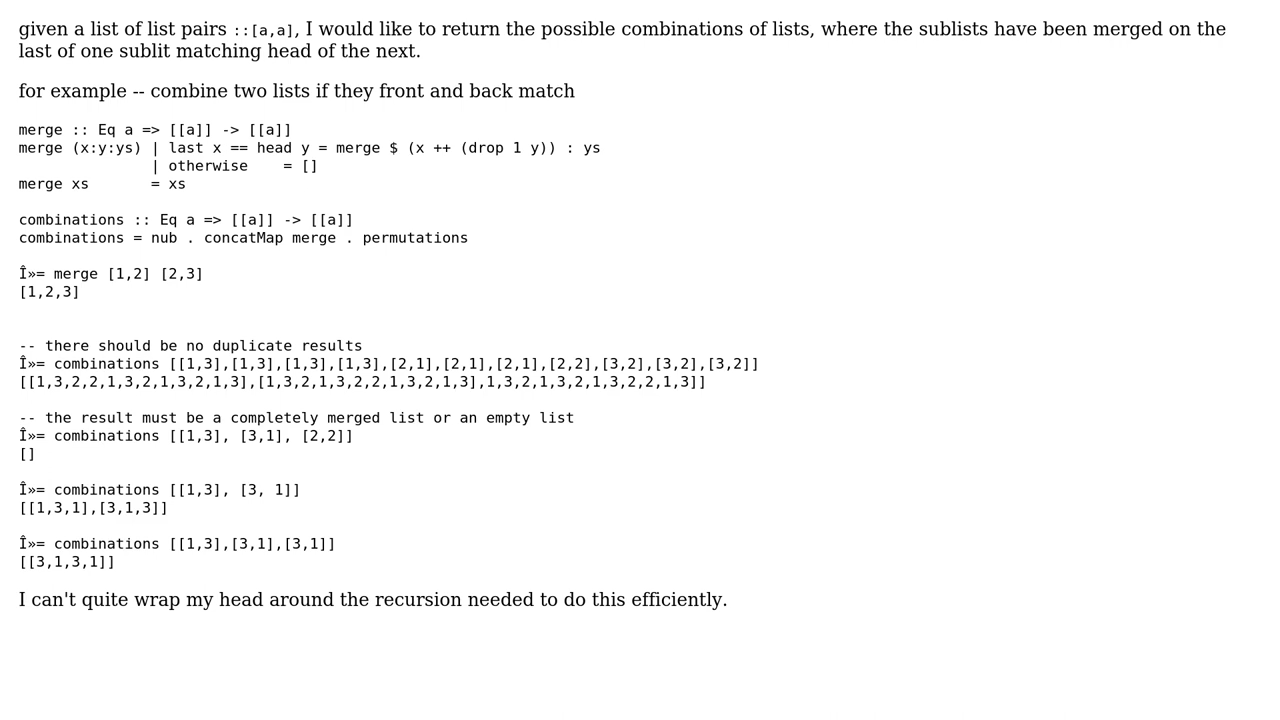 given a list of list pairs ::[a,a], I would like to return the possible combinations of lists, where the sublists have been merged on the
last of one sublit matching head of the next.
for example -- combine two lists if they front and back match
merge :: Eq a => [[a]] -> [[a]]
merge (x:y:ys) | last x == head y = merge $ (x ++ (drop 1 y)) : ys
               | otherwise    = []
merge xs       = xs
combinations :: Eq a => [[a]] -> [[a]]
combinations = nub . concatMap merge . permutations
Î»= merge [1,2] [2,3]
[1,2,3]
-- there should be no duplicate results
Î»= combinations [[1,3],[1,3],[1,3],[1,3],[2,1],[2,1],[2,1],[2,2],[3,2],[3,2],[3,2]]
[[1,3,2,2,1,3,2,1,3,2,1,3],[1,3,2,1,3,2,2,1,3,2,1,3],1,3,2,1,3,2,1,3,2,2,1,3]]
-- the result must be a completely merged list or an empty list
Î»= combinations [[1,3], [3,1], [2,2]]
[]
Î»= combinations [[1,3], [3, 1]]
[[1,3,1],[3,1,3]]
Î»= combinations [[1,3],[3,1],[3,1]]
[[3,1,3,1]]
I can't quite wrap my head around the recursion needed to do this efficiently.